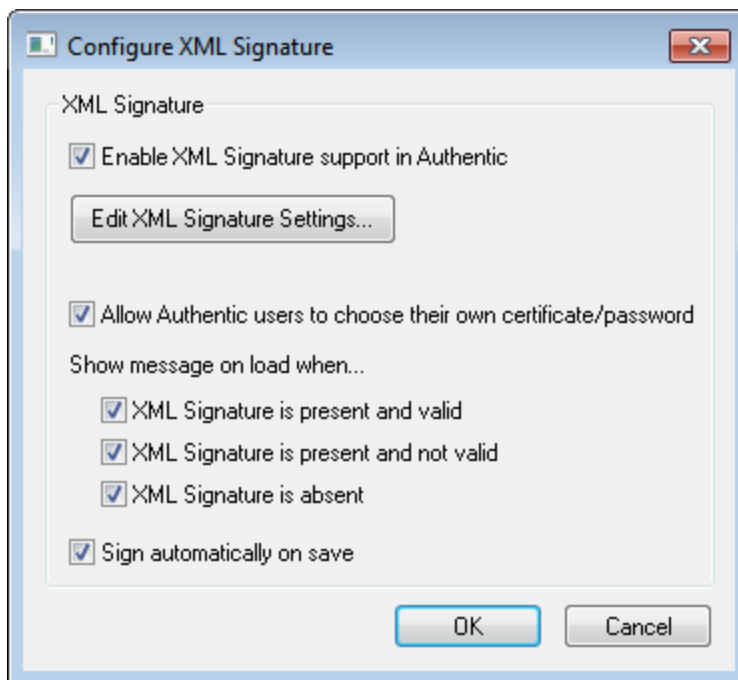 Configure XML Signature
XML Signature
Enable XML Signature support in Authentic
Edit XML Signature Settings...
Allow Authentic users to choose their own certificate/password
Show message on load when...
XML Signature is present and valid
XML Signature is present and not valid
XML Signature is absent
Sign automatically on save
OK Cancel